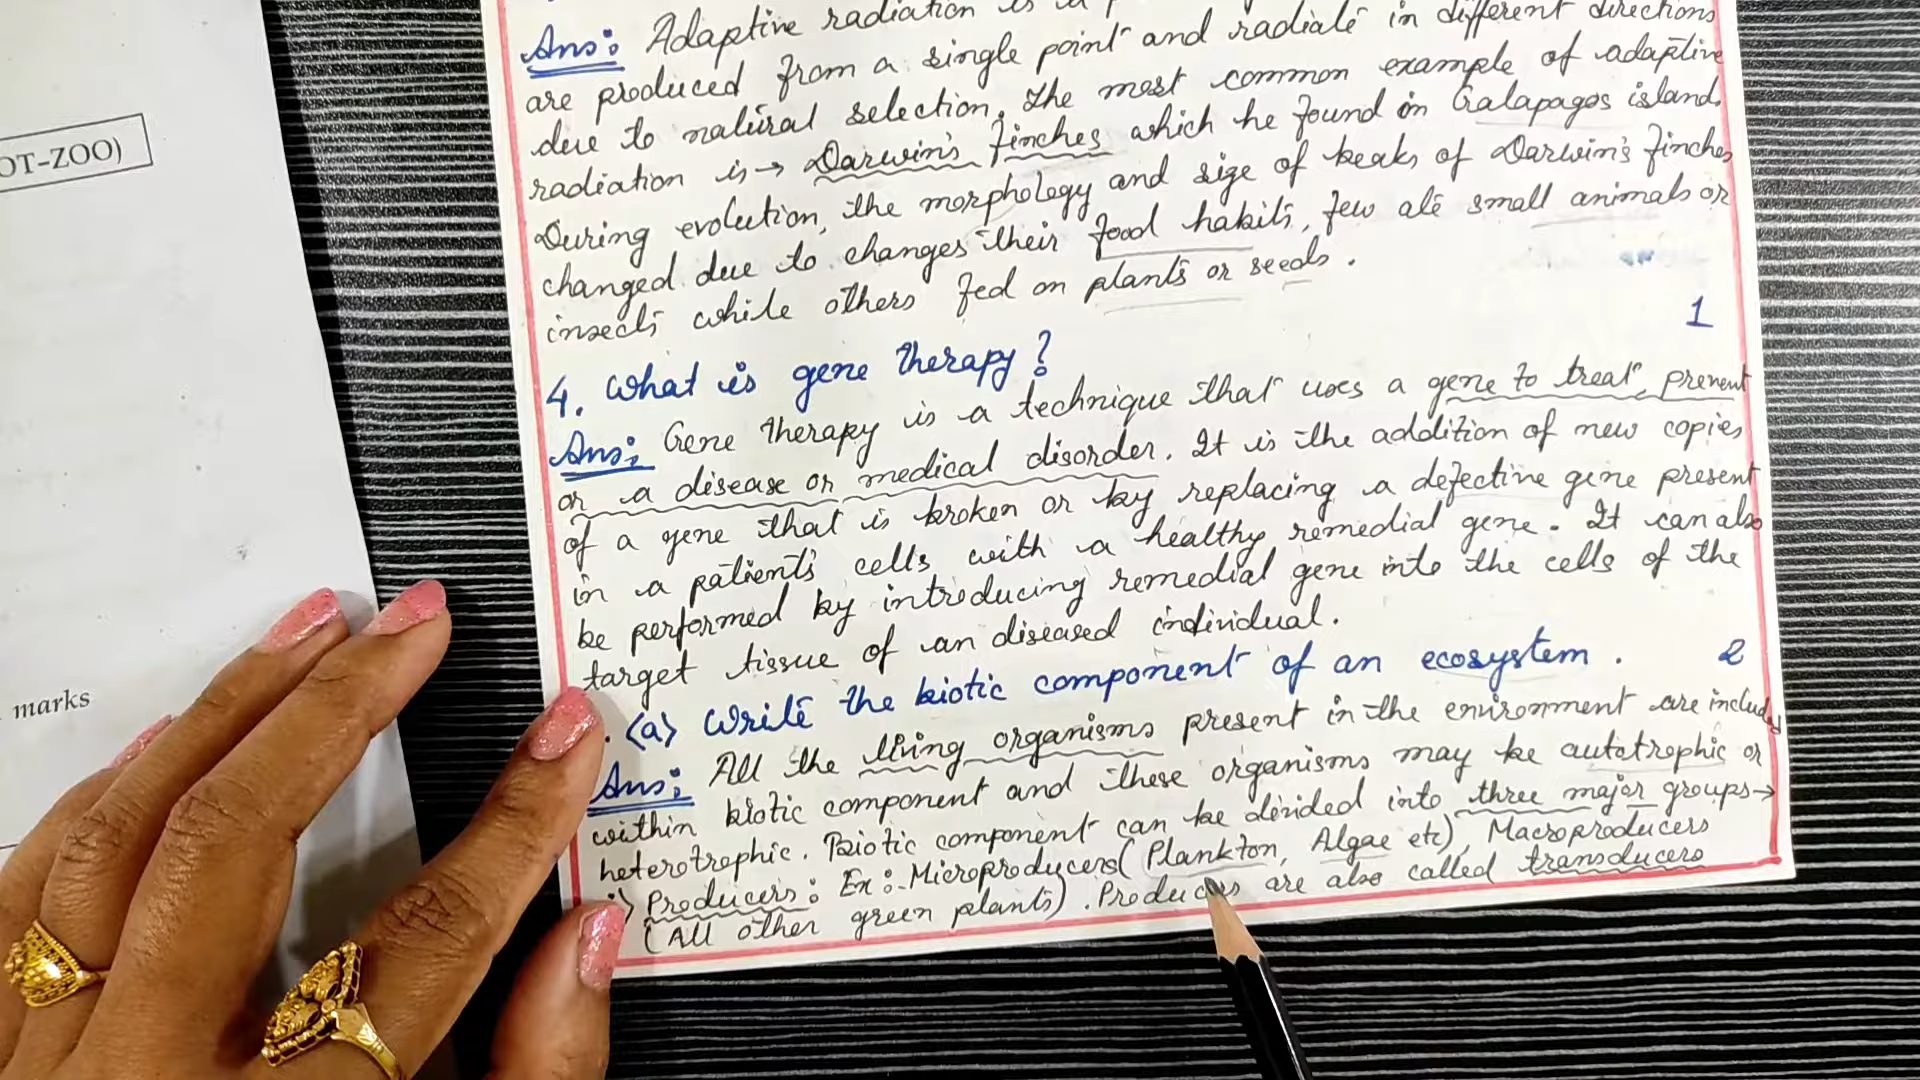 OT-ZOO)
marks
Ans: Adaptive radiation is a
are produced from a single point and radiate in different directions
due to natural selection. The most common example of adaptive
radiation is → Darwin's Finches which he found in Galapagos island.
During evolution, the morphology and size of beaks of Darwin's finches
changed due to changes their food habits, few ate small animals or
insects while others fed on plants or seeds.
4. What is gene therapy? 1
Ans: Gene therapy is a technique that uses a gene to treat, prevent
or a disease or medical disorder. It is the addition of new copies
of a gene that is broken or by replacing a defective gene present
in a patient's cells with a healthy remedial gene. It can also
be performed by introducing remedial gene into the cells of the
target tissue of an diseased individual.
. (a) Write the biotic component of an ecosystem. 2
Ans: All the living organisms present in the environment are includes
within biotic component and these organisms may be autotrophic or
heterotrophic. Biotic component can be divided into three major groups→
i) Producers: Ex:-Microproducers (Plankton, Algae etc), Macroproducers
(All other green plants). Producers are also called transducers